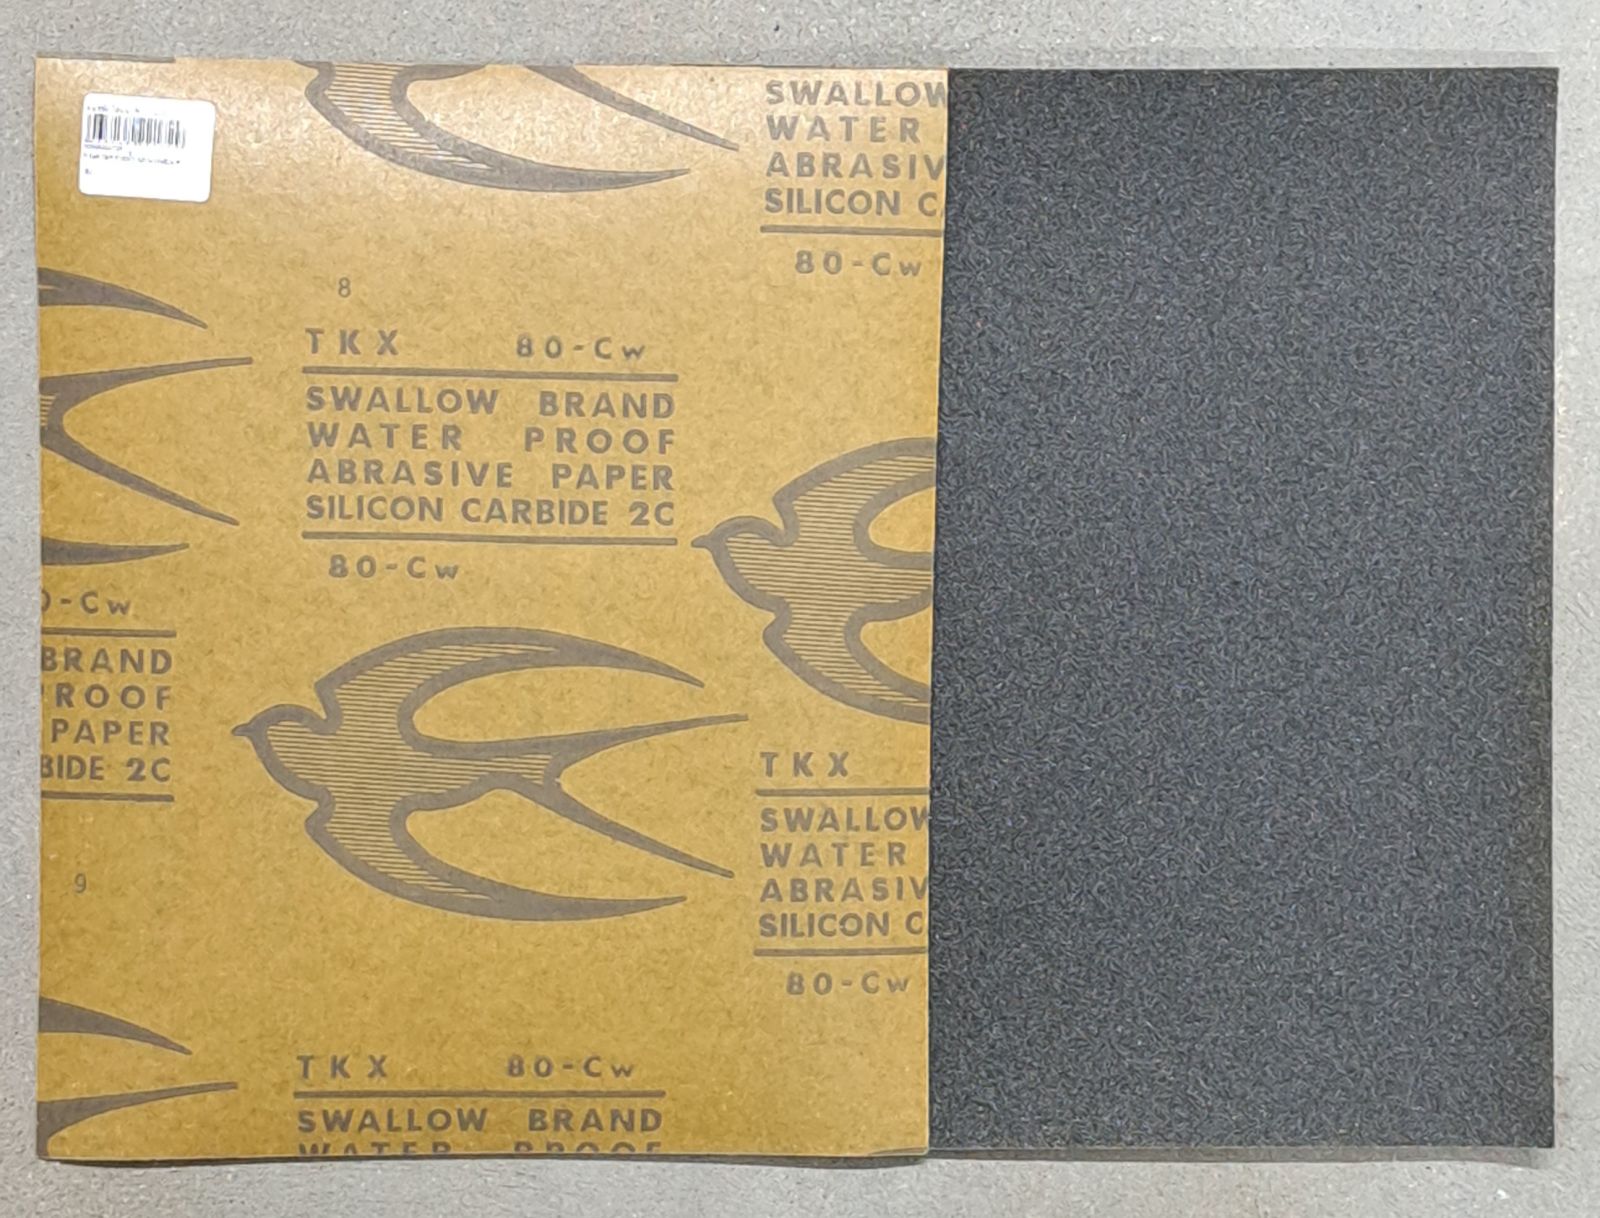 SWALLOW
WATER
ABRASIV
SILICON C
80-Cw
8
TKX 80-Cw
SWALLOW BRAND
WATER PROOF
ABRASIVE PAPER
SILICON CARBIDE 2C
80-Cw
-Cw
BRAND
ROOF
PAPER
BIDE 2C
9
TKX
SWALLOW
WATER
ABRASIV
SILICON C
80-Cw
TKX 80-Cw
SWALLOW BRAND
WATER PROOF